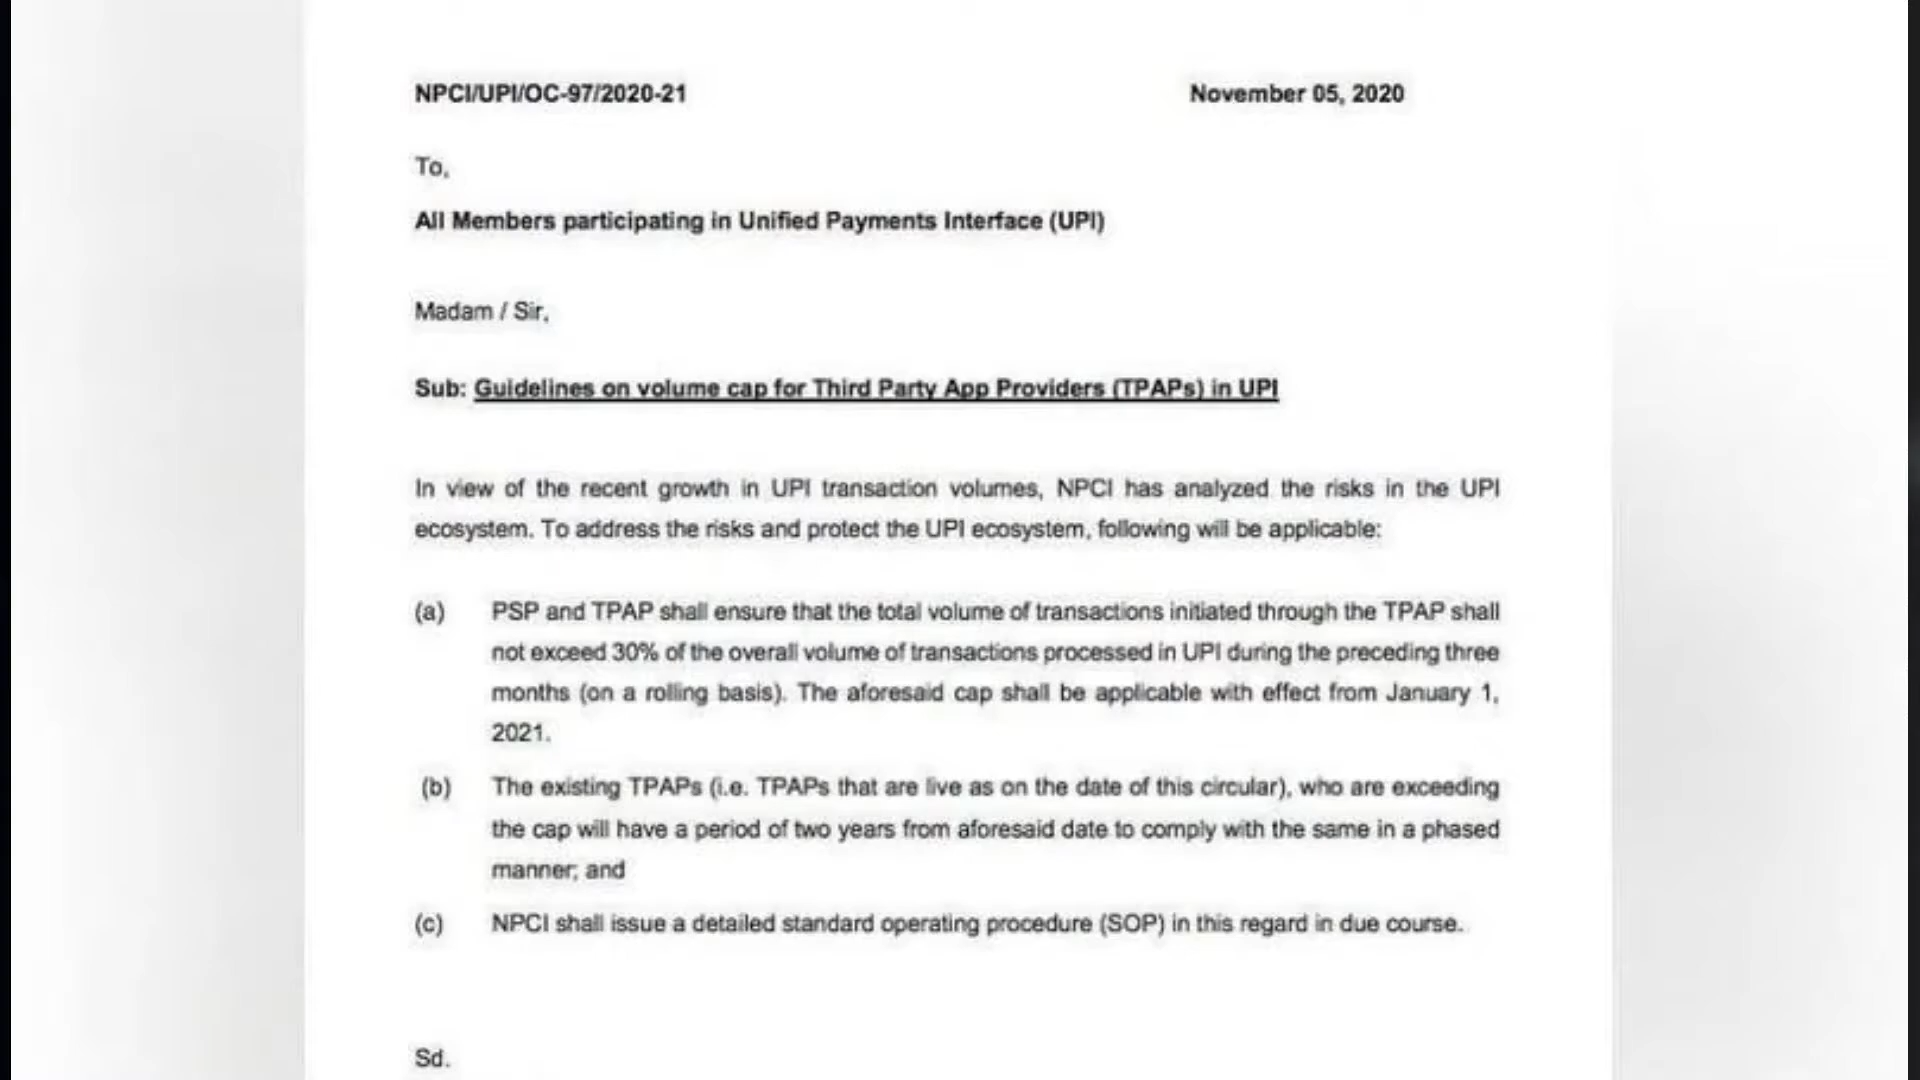 NPCI/UPI/OC-97/2020-21 November 05, 2020
To,
All Members participating in Unified Payments Interface (UPI)
Madam / Sir,
Sub: Guidelines on volume cap for Third Party App Providers (TPAPs) in UPI
In view of the recent growth in UPI transaction volumes, NPCI has analyzed the risks in the UPI
ecosystem. To address the risks and protect the UPI ecosystem, following will be applicable:
(a) PSP and TPAP shall ensure that the total volume of transactions initiated through the TPAP shall
not exceed 30% of the overall volume of transactions processed in UPI during the preceding three
months (on a rolling basis). The aforesaid cap shall be applicable with effect from January 1,
2021.
(b) The existing TPAPs (i.e. TPAPs that are live as on the date of this circular), who are exceeding
the cap will have a period of two years from aforesaid date to comply with the same in a phased
manner; and
(c) NPCI shall issue a detailed standard operating procedure (SOP) in this regard in due course.
Sd.